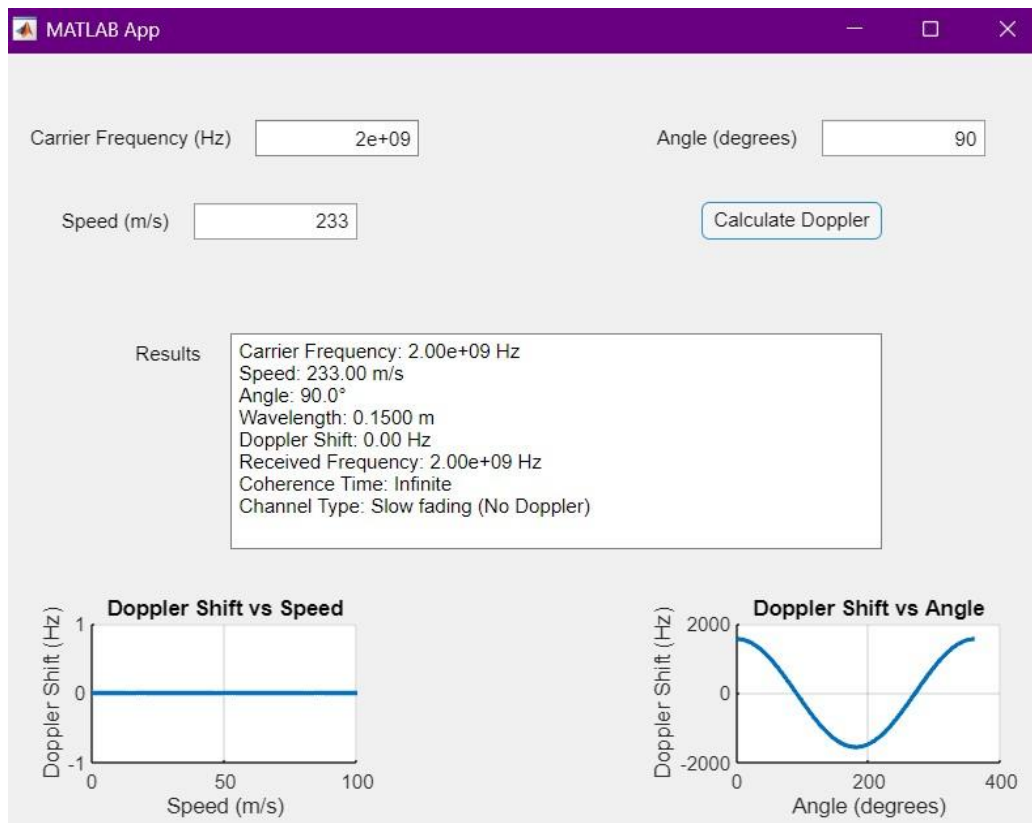 MATLAB App
Carrier Frequency (Hz) 2e+09
Angle (degrees) 90
Speed (m/s) 233
Calculate Doppler
Results
Carrier Frequency: 2.00e+09 Hz
Speed: 233.00 m/s
Angle: 90.0°
Wavelength: 0.1500 m
Doppler Shift: 0.00 Hz
Received Frequency: 2.00e+09 Hz
Coherence Time: Infinite
Channel Type: Slow fading (No Doppler)
Doppler Shift vs Speed
Doppler Shift (Hz)
1
0
-1
0 50 100
Speed (m/s)
Doppler Shift vs Angle
Doppler Shift (Hz)
2000
0
-2000
0 200 400
Angle (degrees)